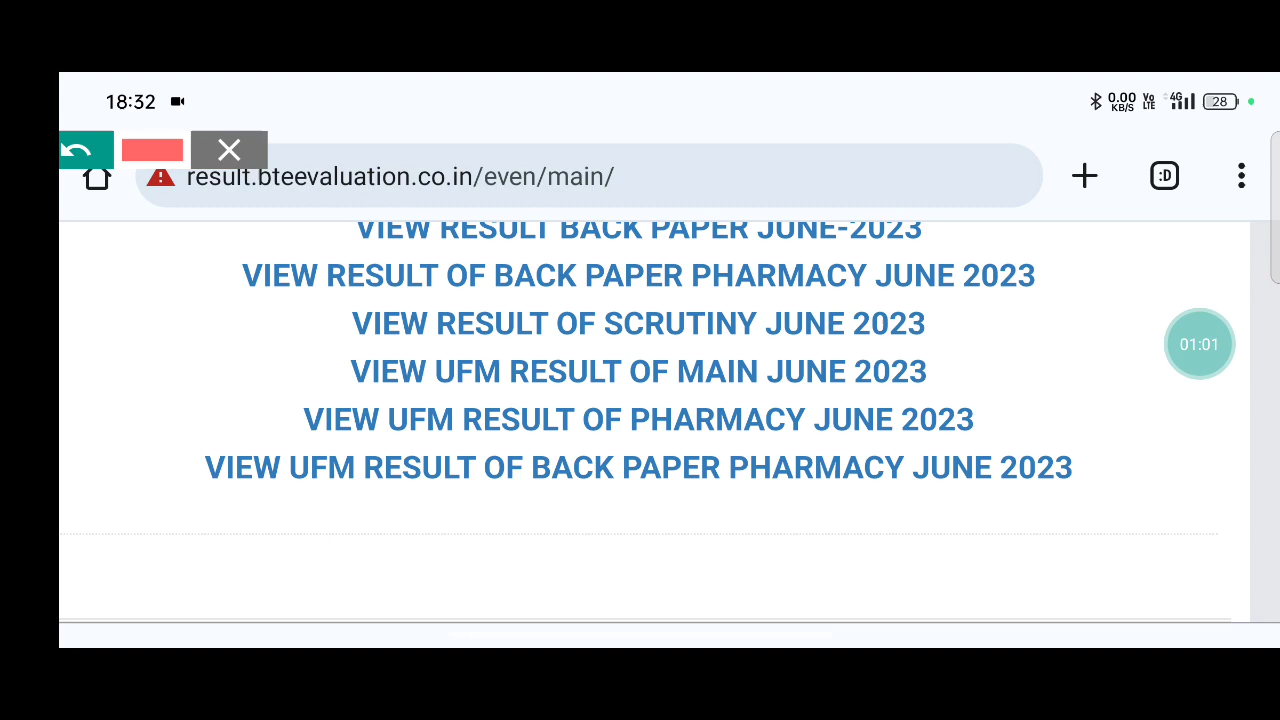 18:32
0.00 KB/S Vo LTE 4G 28
result.bteevaluation.co.in/even/main/
:D
VIEW RESULT BACK PAPER JUNE-2023
VIEW RESULT OF BACK PAPER PHARMACY JUNE 2023
VIEW RESULT OF SCRUTINY JUNE 2023
01:01
VIEW UFM RESULT OF MAIN JUNE 2023
VIEW UFM RESULT OF PHARMACY JUNE 2023
VIEW UFM RESULT OF BACK PAPER PHARMACY JUNE 2023